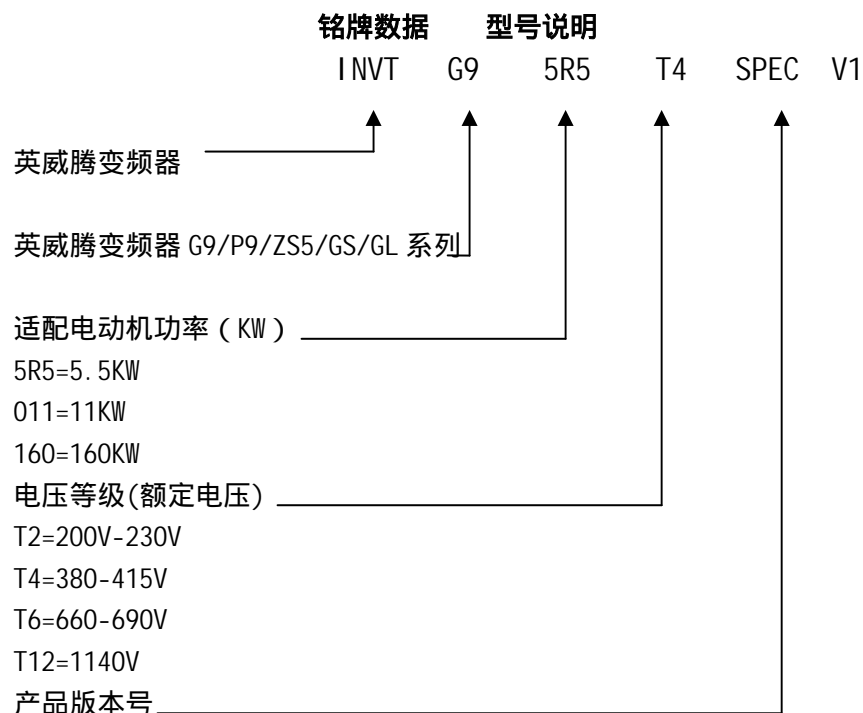 铭牌数据 型号说明
INVT G9 5R5 T4 SPEC V1
英威腾变频器
英威腾变频器 G9/P9/ZS5/GS/GL 系列
适配电动机功率（KW）
5R5=5.5KW
011=11KW
160=160KW
电压等级(额定电压)
T2=200V-230V
T4=380-415V
T6=660-690V
T12=1140V
产品版本号